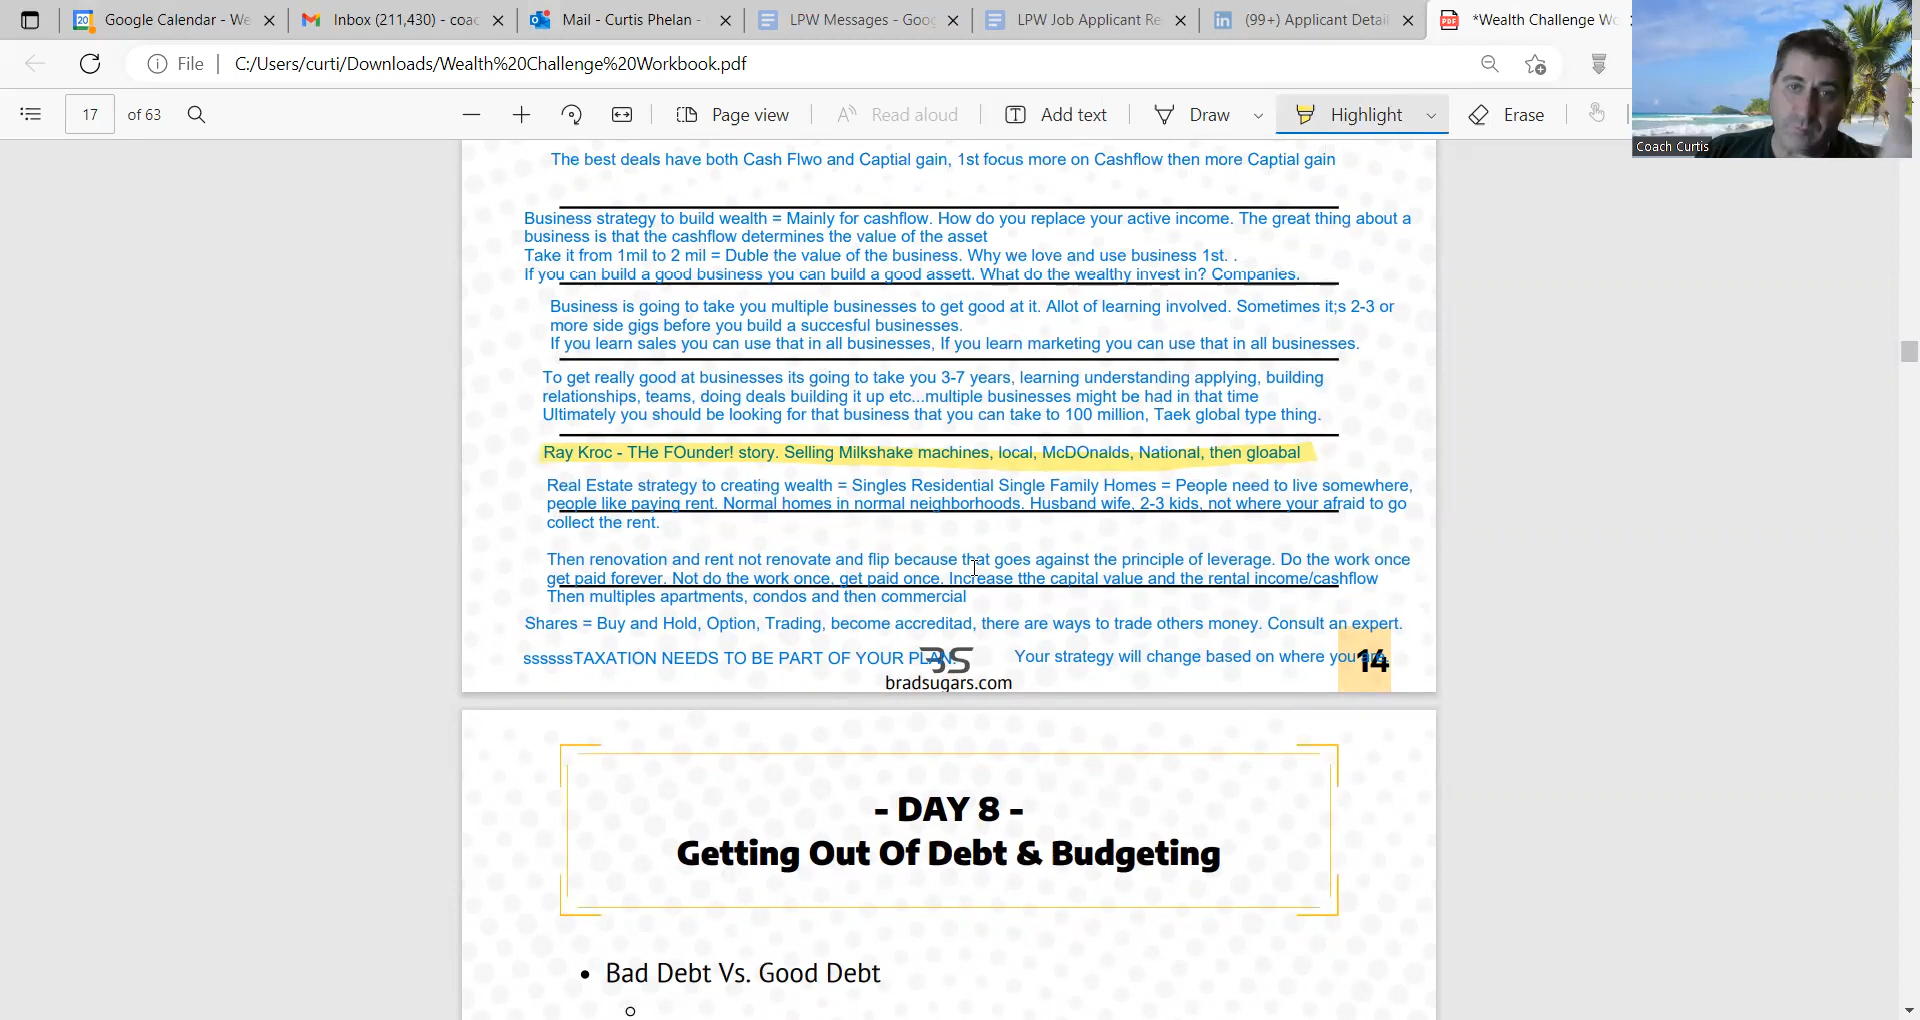 Google Calendar - We
Inbox (211,430) - coac
Mail - Curtis Phelan -
LPW Messages - Goog
LPW Job Applicant Re
(99+) Applicant Detail
*Wealth Challenge Wo
File
C:/Users/curti/Downloads/Wealth%20Challenge%20Workbook.pdf
17 of 63
Page view
Read aloud
Add text
Draw
Highlight
Erase
Coach Curtis
The best deals have both Cash Flwo and Captial gain, 1st focus more on Cashflow then more Captial gain
Business strategy to build wealth = Mainly for cashflow. How do you replace your active income. The great thing about a
business is that the cashflow determines the value of the asset
Take it from 1mil to 2 mil = Duble the value of the business. Why we love and use business 1st. .
If you can build a good business you can build a good assett. What do the wealthy invest in? Companies.
Business is going to take you multiple businesses to get good at it. Allot of learning involved. Sometimes it;s 2-3 or
more side gigs before you build a succesful businesses.
If you learn sales you can use that in all businesses, If you learn marketing you can use that in all businesses.
To get really good at businesses its going to take you 3-7 years, learning understanding applying, building
relationships, teams, doing deals building it up etc...multiple businesses might be had in that time
Ultimately you should be looking for that business that you can take to 100 million, Taek global type thing.
Ray Kroc - THe FOunder! story. Selling Milkshake machines, local, McDOnalds, National, then gloabal
Real Estate strategy to creating wealth = Singles Residential Single Family Homes = People need to live somewhere,
people like paying rent. Normal homes in normal neighborhoods. Husband wife, 2-3 kids, not where your afraid to go
collect the rent.
Then renovation and rent not renovate and flip because that goes against the principle of leverage. Do the work once
get paid forever. Not do the work once, get paid once. Increase tthe capital value and the rental income/cashflow
Then multiples apartments, condos and then commercial
Shares = Buy and Hold, Option, Trading, become accreditad, there are ways to trade others money. Consult an expert.
ssssssTAXATION NEEDS TO BE PART OF YOUR PLAN.
Your strategy will change based on where you are.
BS
14
bradsugars.com
- DAY 8 -
Getting Out Of Debt & Budgeting
• Bad Debt Vs. Good Debt